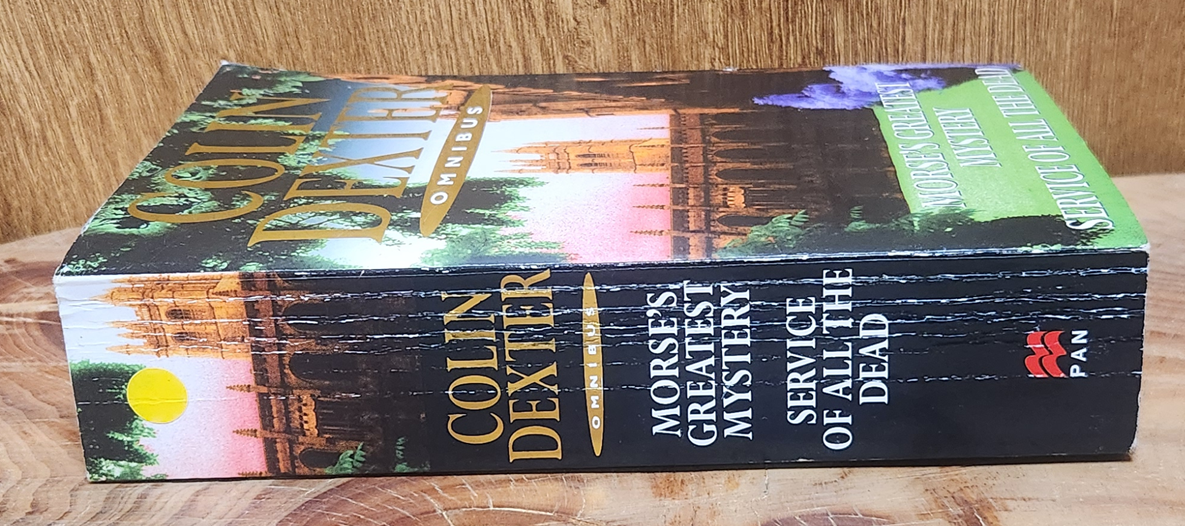 COLIN
DEXTER
OMNIBUS
MORSE'S GREATEST
MYSTERY
SERVICE OF ALL THE DEAD
COLIN
DEXTER
OMNIBUS
MORSE'S
GREATEST
MYSTERY
SERVICE
OF ALL THE
DEAD
PAN